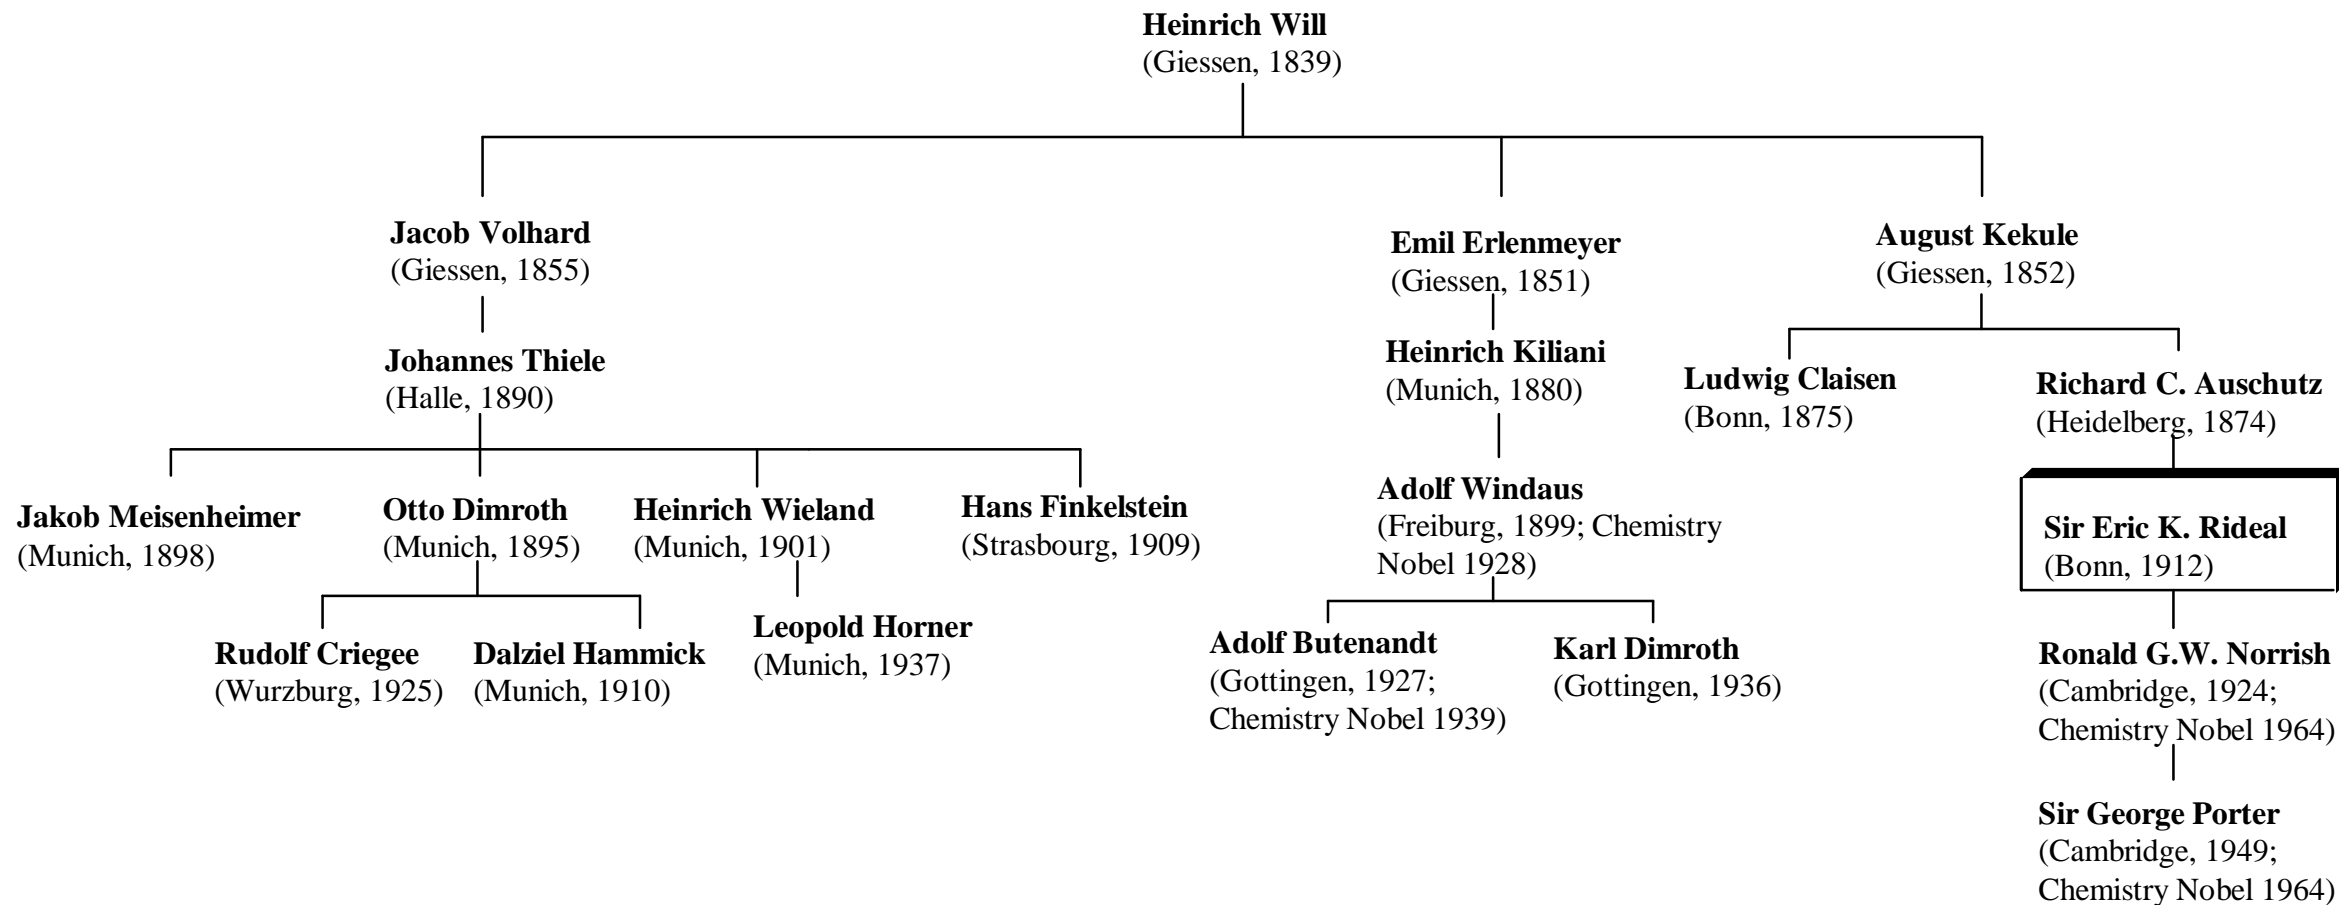 Heinrich Will
(Giessen, 1839)
Jacob Volhard
(Giessen, 1855)
Emil Erlenmeyer
(Giessen, 1851)
August Kekule
(Giessen, 1852)
Johannes Thiele
(Halle, 1890)
Heinrich Kiliani
(Munich, 1880)
Ludwig Claisen
(Bonn, 1875)
Richard C. Auschutz
(Heidelberg, 1874)
Jakob Meisenheimer
(Munich, 1898)
Otto Dimroth
(Munich, 1895)
Heinrich Wieland
(Munich, 1901)
Hans Finkelstein
(Strasbourg, 1909)
Adolf Windaus
(Freiburg, 1899; Chemistry
Nobel 1928)
Sir Eric K. Rideal
(Bonn, 1912)
Rudolf Criegee
(Wurzburg, 1925)
Dalziel Hammick
(Munich, 1910)
Leopold Horner
(Munich, 1937)
Adolf Butenandt
(Gottingen, 1927;
Chemistry Nobel 1939)
Karl Dimroth
(Gottingen, 1936)
Ronald G.W. Norrish
(Cambridge, 1924;
Chemistry Nobel 1964)
Sir George Porter
(Cambridge, 1949;
Chemistry Nobel 1964)